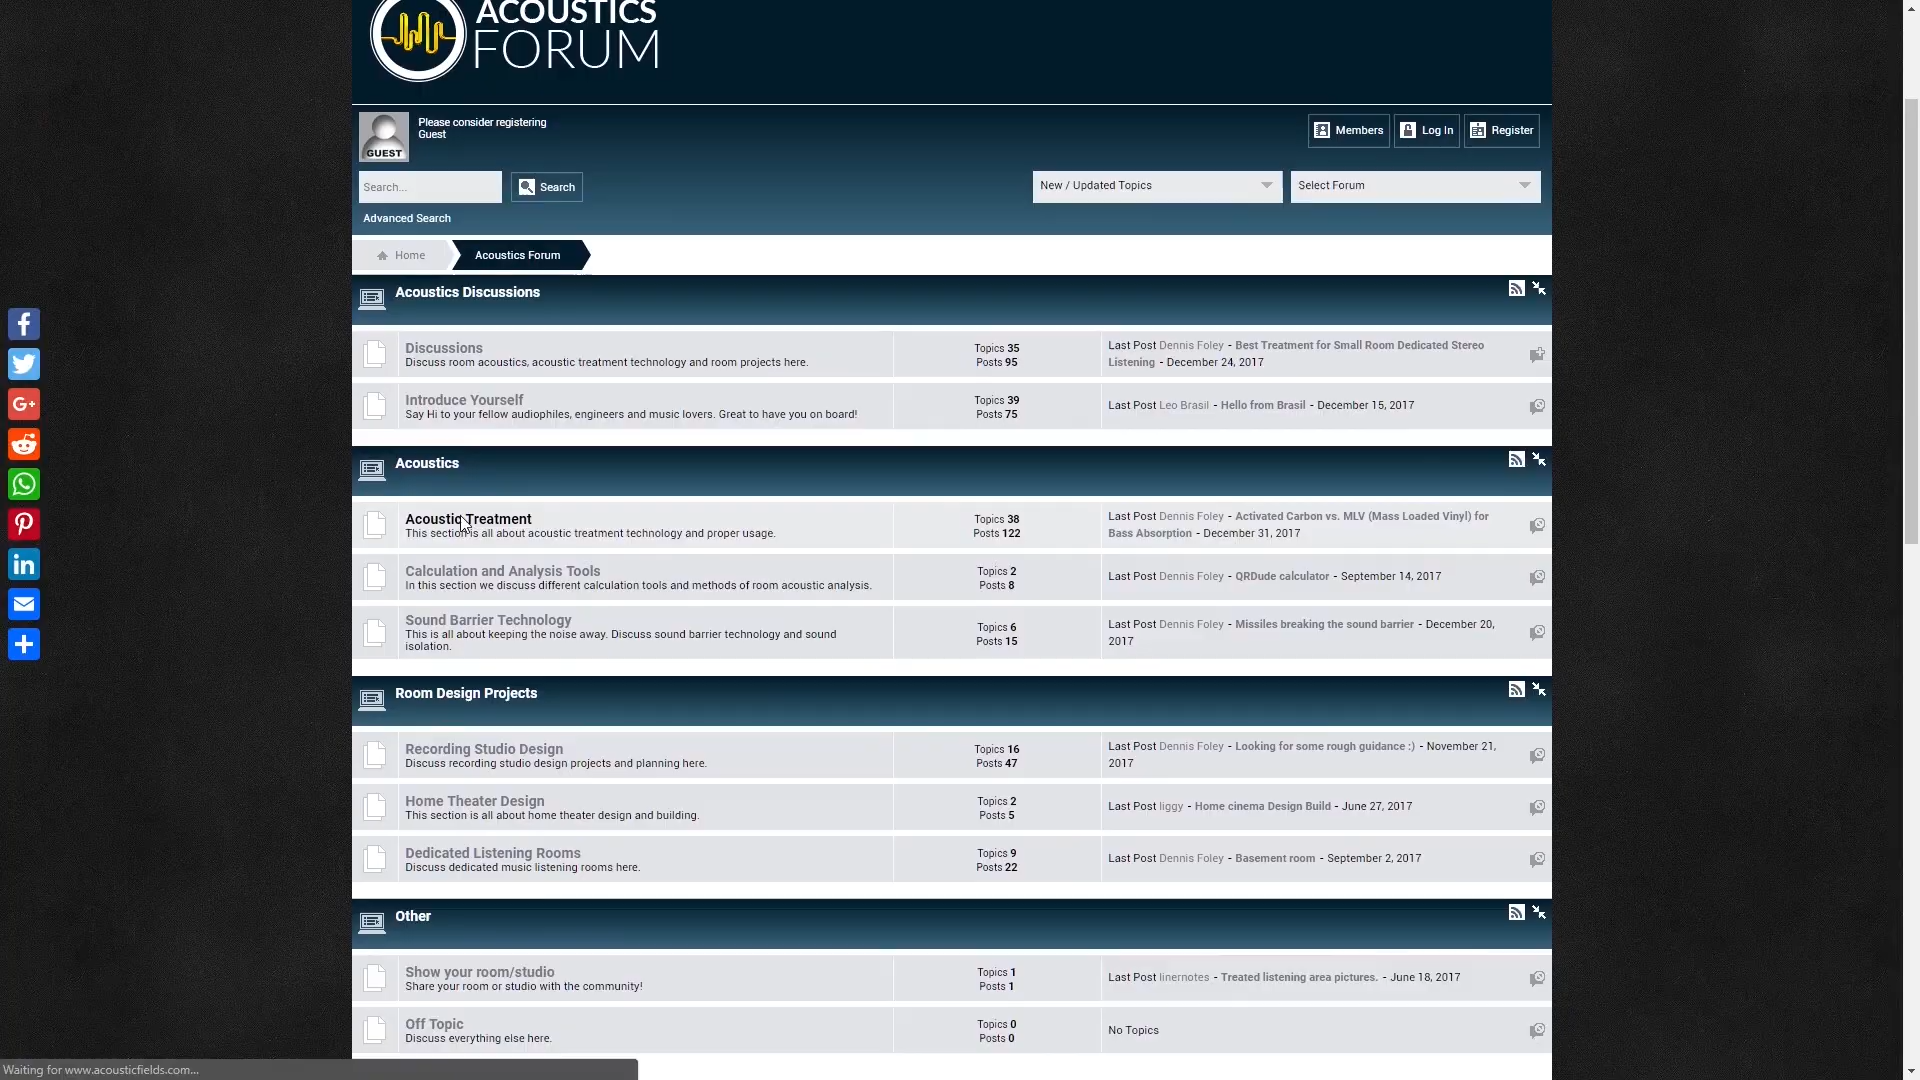 ACOUSTICS
FORUM
Please consider registering
Guest
GUEST
Members
Log In
Register
Search...
Search
New / Updated Topics
Select Forum
Advanced Search
Home
Acoustics Forum
Acoustics Discussions
Discussions
Discuss room acoustics, acoustic treatment technology and room projects here.
Topics 35
Posts 95
Last Post Dennis Foley - Best Treatment for Small Room Dedicated Stereo
Listening - December 24, 2017
Introduce Yourself
Say Hi to your fellow audiophiles, engineers and music lovers. Great to have you on board!
Topics 39
Posts 75
Last Post Leo Brasil - Hello from Brasil - December 15, 2017
Acoustics
Acoustic Treatment
This section is all about acoustic treatment technology and proper usage.
Topics 38
Posts 122
Last Post Dennis Foley - Activated Carbon vs. MLV (Mass Loaded Vinyl) for
Bass Absorption - December 31, 2017
Calculation and Analysis Tools
In this section we discuss different calculation tools and methods of room acoustic analysis.
Topics 2
Posts 8
Last Post Dennis Foley - QRDude calculator - September 14, 2017
Sound Barrier Technology
This is all about keeping the noise away. Discuss sound barrier technology and sound
isolation.
Topics 6
Posts 15
Last Post Dennis Foley - Missiles breaking the sound barrier - December 20,
2017
Room Design Projects
Recording Studio Design
Discuss recording studio design projects and planning here.
Topics 16
Posts 47
Last Post Dennis Foley - Looking for some rough guidance :) - November 21,
2017
Home Theater Design
This section is all about home theater design and building.
Topics 2
Posts 5
Last Post liggy - Home cinema Design Build - June 27, 2017
Dedicated Listening Rooms
Discuss dedicated music listening rooms here.
Topics 9
Posts 22
Last Post Dennis Foley - Basement room - September 2, 2017
Other
Show your room/studio
Share your room or studio with the community!
Topics 1
Posts 1
Last Post linernotes - Treated listening area pictures. - June 18, 2017
Off Topic
Discuss everything else here.
Topics 0
Posts 0
No Topics
Waiting for www.acousticfields.com...